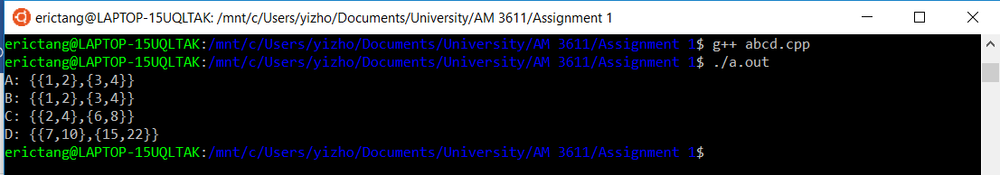 erictang@LAPTOP-15UQLTAK: /mnt/c/Users/yizho/Documents/University/AM 3611/Assignment 1
erictang@LAPTOP-15UQLTAK:/mnt/c/Users/yizho/Documents/University/AM 3611/Assignment 1$ g++ abcd.cpp
erictang@LAPTOP-15UQLTAK:/mnt/c/Users/yizho/Documents/University/AM 3611/Assignment 1$ ./a.out
A: {{1,2},{3,4}}
B: {{1,2},{3,4}}
C: {{2,4},{6,8}}
D: {{7,10},{15,22}}
erictang@LAPTOP-15UQLTAK:/mnt/c/Users/yizho/Documents/University/AM 3611/Assignment 1$